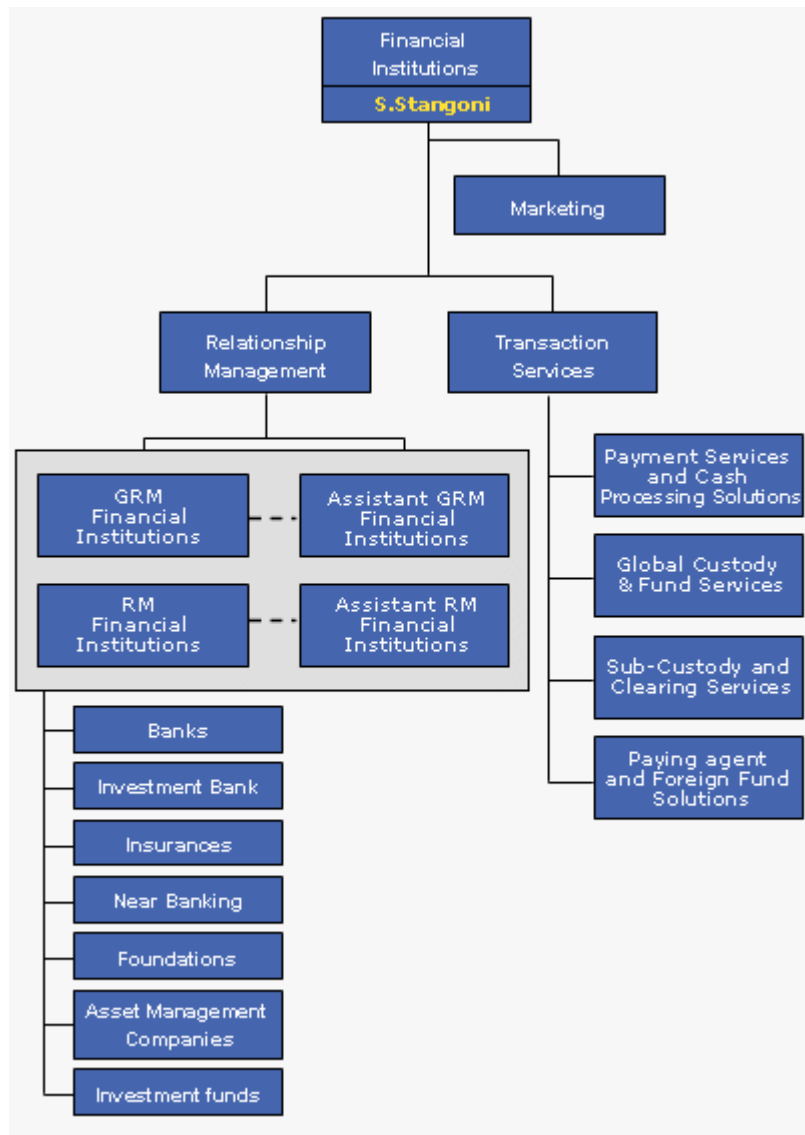 Financial
Institutions
S.Stangoni
Marketing
Relationship
Management
Transaction
Services
GRM
Financial
Institutions
Assistant GRM
Financial
Institutions
RM
Financial
Institutions
Assistant RM
Financial
Institutions
Banks
Investment Bank
Insurances
Near Banking
Foundations
Asset Management
Companies
Investment funds
Payment Services
and Cash
Processing Solutions
Global Custody
& Fund Services
Sub-Custody and
Clearing Services
Paying agent
and Foreign Fund
Solutions